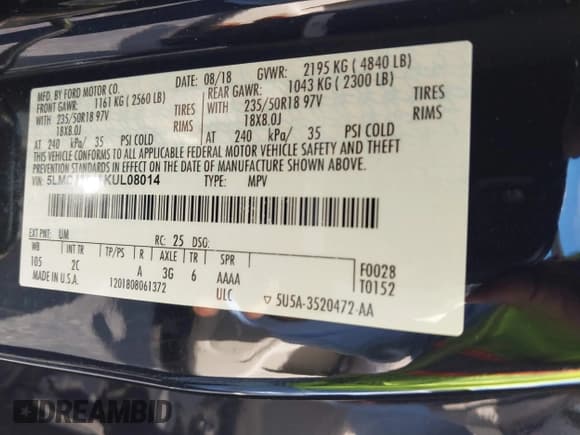 MFD. BY FORD MOTOR CO.
DATE: 08/18 GVWR: 2195 KG ( 4840 LB)
FRONT GAWR: 1161 KG ( 2560 LB)
REAR GAWR: 1043 KG ( 2300 LB)
WITH 235/50R18 97V TIRES
WITH 235/50R18 97V TIRES
18X8.0J RIMS
18X8.0J RIMS
AT 240 kPa/ 35 PSI COLD
AT 240 kPa/ 35 PSI COLD
THIS VEHICLE CONFORMS TO ALL APPLICABLE FEDERAL MOTOR VEHICLE SAFETY AND THEFT
PREVENTION STANDARDS IN EFFECT ON THE DATE OF MANUFACTURE SHOWN ABOVE.
VIN: KUL08014 TYPE: MPV
EXT PNT: UM RC: 25 DSG:
WB INT TR TP/PS R AXLE TR SPR
105 2C A 3G 6 AAAA
F0028
T0152
MADE IN U.S.A. 1201808061372 ULC
▽ 5U5A-3520472-AA
DREAMBID